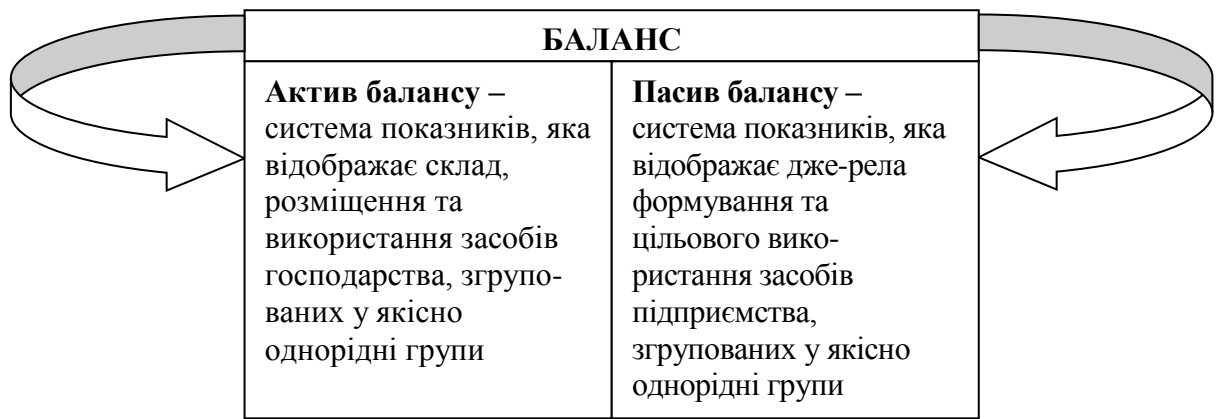 БАЛАНС
Актив балансу –
система показників, яка
відображає склад,
розміщення та
використання засобів
господарства, згрупо-
ваних у якісно
однорідні групи
Пасив балансу –
система показників, яка
відображає дже-рела
формування та
цільового вико-
ристання засобів
підприємства,
згрупованих у якісно
однорідні групи